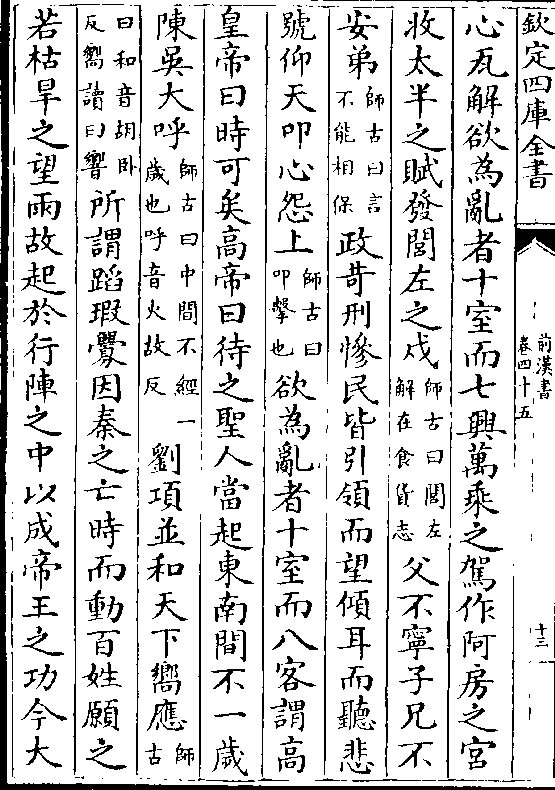 欽定四庫全書
前漢書
卷四十五
十三
心瓦解欲為亂者十室而七興萬乘之駕作阿房之宮
收太半之賦發閭左之戍師古曰閭左解在食貨志父不寧子兄不
安弟師古曰言不能相保政苛刑慘民皆引領而望傾耳而聽悲
號仰天叩心怨上師古曰叩擊也欲為亂者十室而八客謂高
皇帝曰時可矣高帝曰待之聖人當起東南間不一歲
陳吳大呼師古曰中間不經一歲也呼音火故反劉項並和天下嚮應師古
曰和音胡卧反嚮讀曰響所謂蹈瑕釁因秦之亡時而動百姓願之
若枯旱之望雨故起於行陣之中以成帝王之功今大